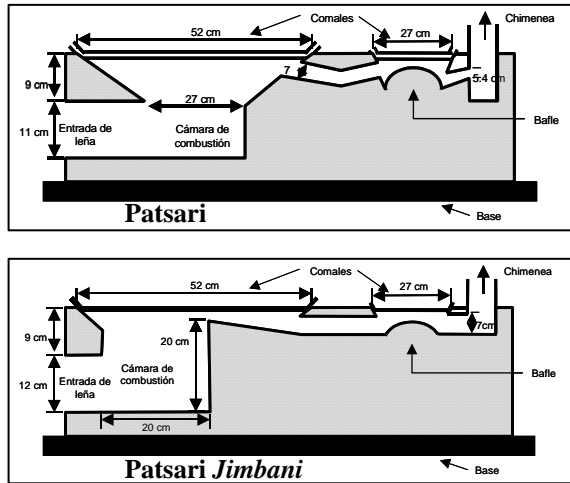 Comales
Chimenea
52 cm
27 cm
9 cm
7
5.4 cm
27 cm
11 cm
Entrada de
leña
Cámara de
combustión
Bafle
Patsari
Base
Comales
Chimenea
52 cm
27 cm
9 cm
20 cm
7cm
12 cm
Entrada de
leña
Cámara de
combustión
Bafle
20 cm
Patsari Jimbani
Base